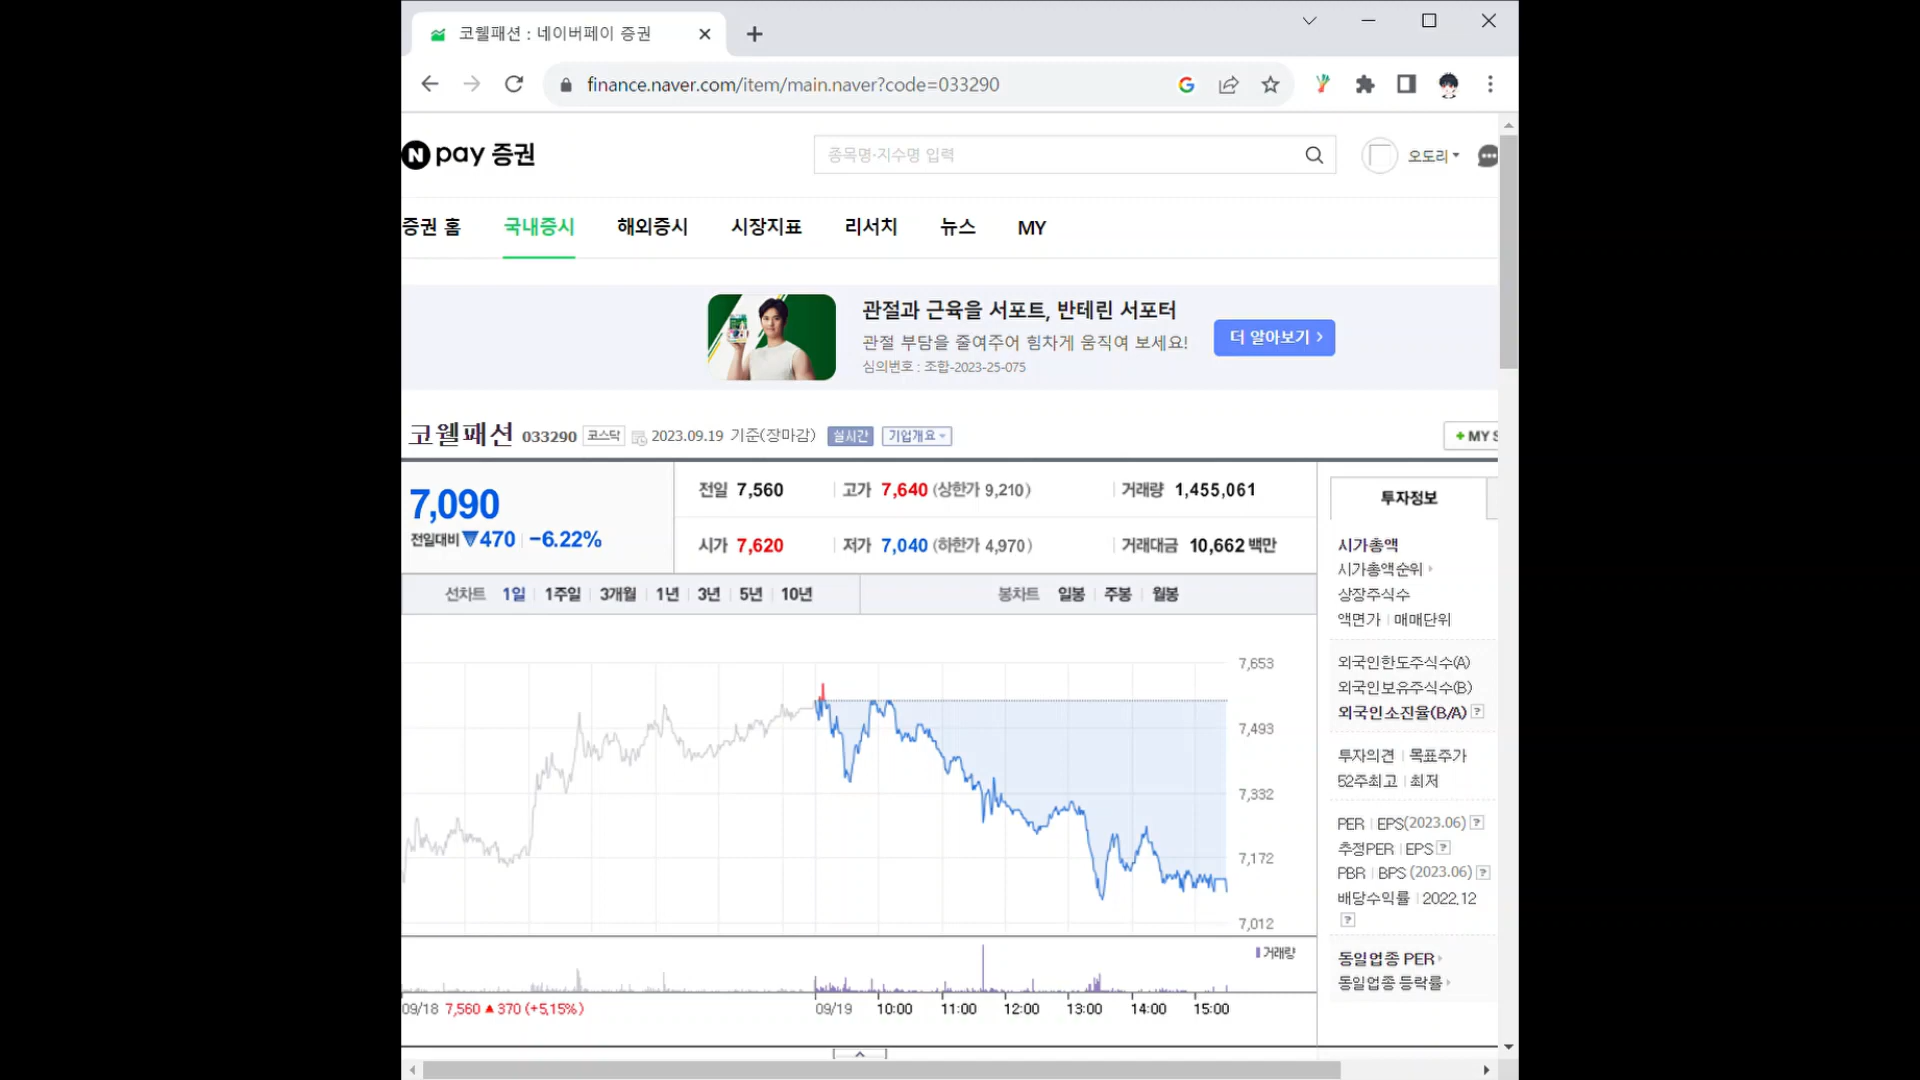 코웰패션 : 네이버페이 증권
finance.naver.com/item/main.naver?code=033290
N pay 증권
종목명·지수명 입력
오도리
증권 홈 국내증시 해외증시 시장지표 리서치 뉴스 MY
관절과 근육을 서포트, 반테린 서포터
관절 부담을 줄여주어 힘차게 움직여 보세요!
심의번호 : 조합-2023-25-075
더 알아보기 >
코웰패션 033290 코스닥 2023.09.19 기준(장마감) 실시간 기업개요
+ MY S
7,090
전일대비 ▼470 -6.22%
전일 7,560 고가 7,640 (상한가 9,210) 거래량 1,455,061
시가 7,620 저가 7,040 (하한가 4,970) 거래대금 10,662 백만
선차트 1일 1주일 3개월 1년 3년 5년 10년 봉차트 일봉 주봉 월봉
7,653
7,493
7,332
7,172
7,012
거래량
09/18 7,560 ▲ 370 (+5.15%)
09/19 10:00 11:00 12:00 13:00 14:00 15:00
투자정보
시가총액
시가총액순위
상장주식수
액면가 | 매매단위
외국인한도주식수(A)
외국인보유주식수(B)
외국인소진율(B/A) ?
투자의견 | 목표주가
52주최고 | 최저
PER | EPS(2023.06) ?
추정PER | EPS ?
PBR | BPS (2023.06) ?
배당수익률 | 2022.12
?
동일업종 PER
동일업종 등락률